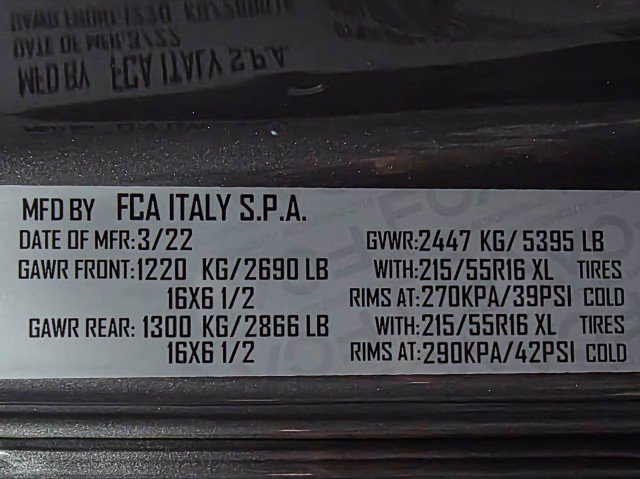 MFD BY FCA ITALY S.P.A.
DATE OF MFR: 3/22 GVWR: 2447 KG/ 5395 LB
GAWR FRONT: 1220 KG/2690 LB WITH: 215/55R16 XL TIRES
16X6 1/2 RIMS AT: 270KPA/39PSI COLD
GAWR REAR: 1300 KG/2866 LB WITH: 215/55R16 XL TIRES
16X6 1/2 RIMS AT: 290KPA/42PSI COLD